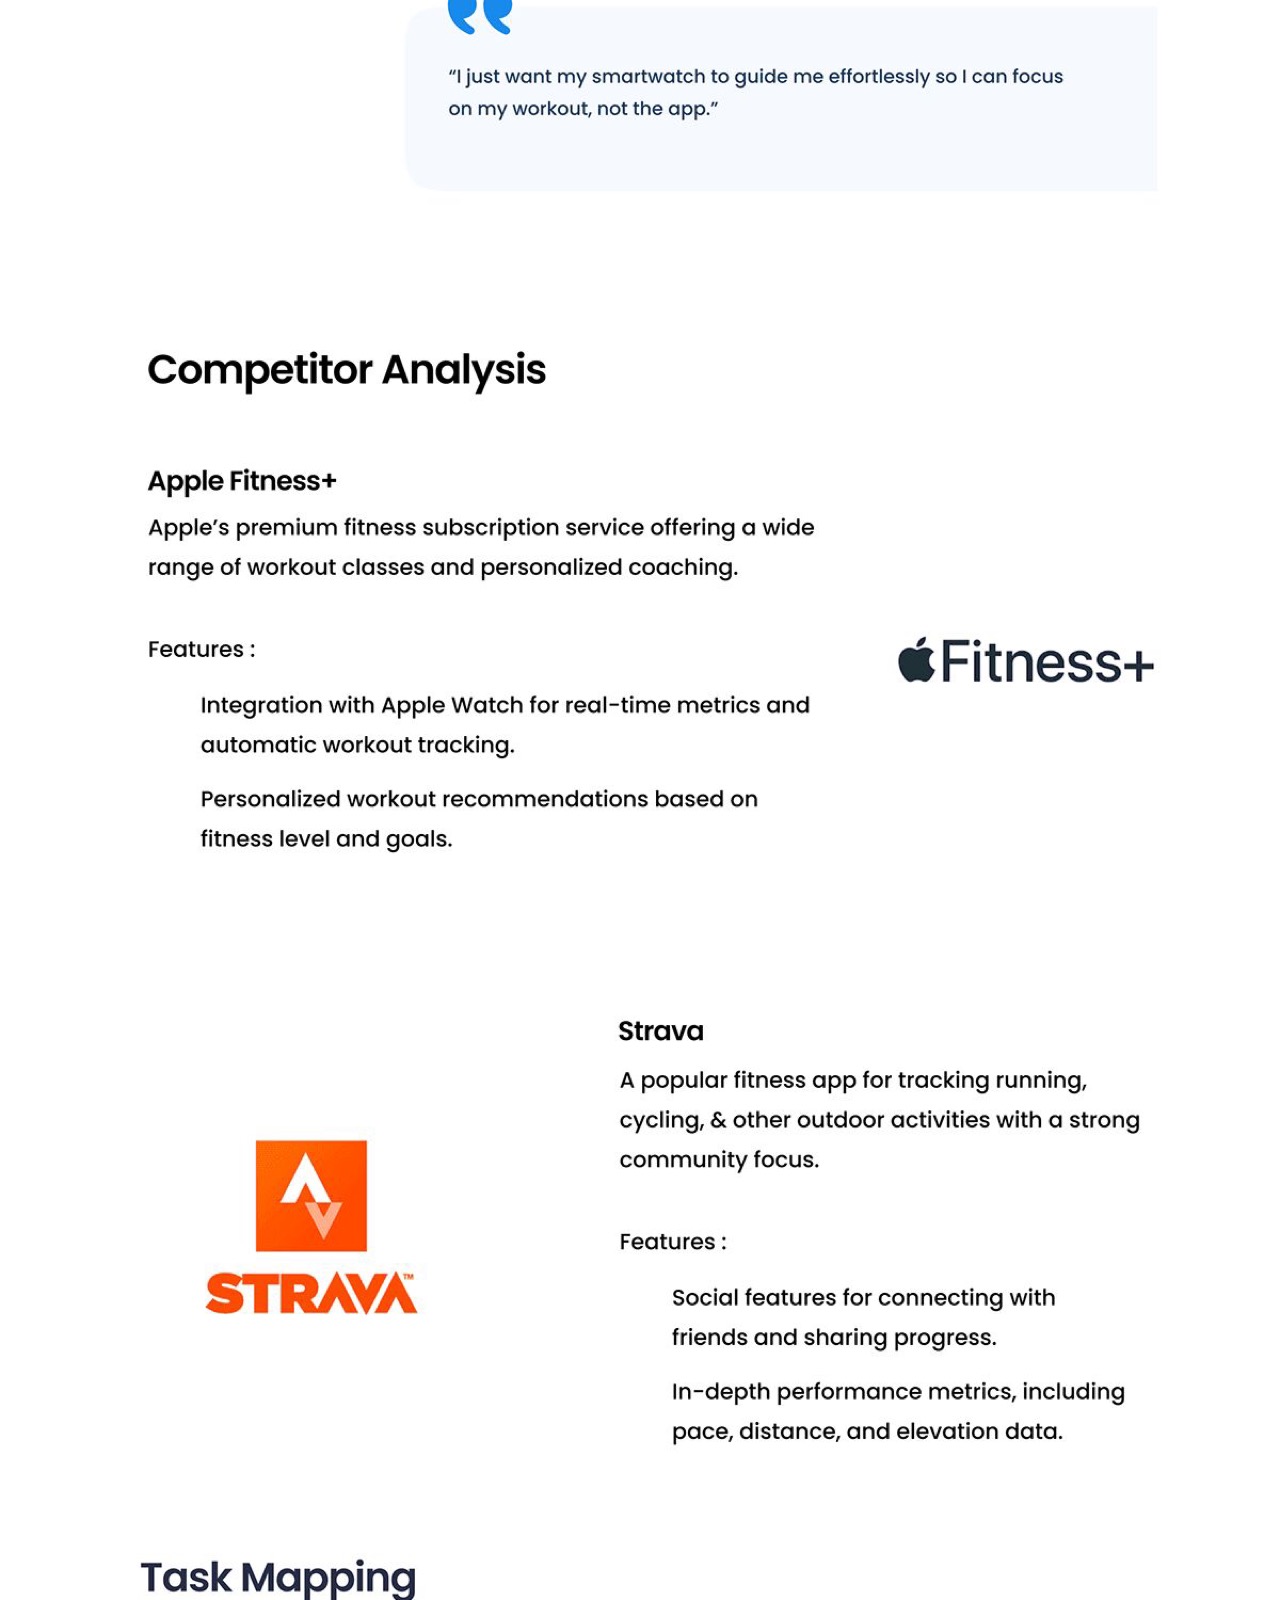 “I just want my smartwatch to guide me effortlessly so I can focus
on my workout, not the app.”
Competitor Analysis
Apple Fitness+
Apple’s premium fitness subscription service offering a wide
range of workout classes and personalized coaching.
Features :
Integration with Apple Watch for real-time metrics and
automatic workout tracking.
Personalized workout recommendations based on
fitness level and goals.
Fitness+
Strava
A popular fitness app for tracking running,
cycling, & other outdoor activities with a strong
community focus.
Features :
Social features for connecting with
friends and sharing progress.
In-depth performance metrics, including
pace, distance, and elevation data.
STRAVA™
Task Mapping